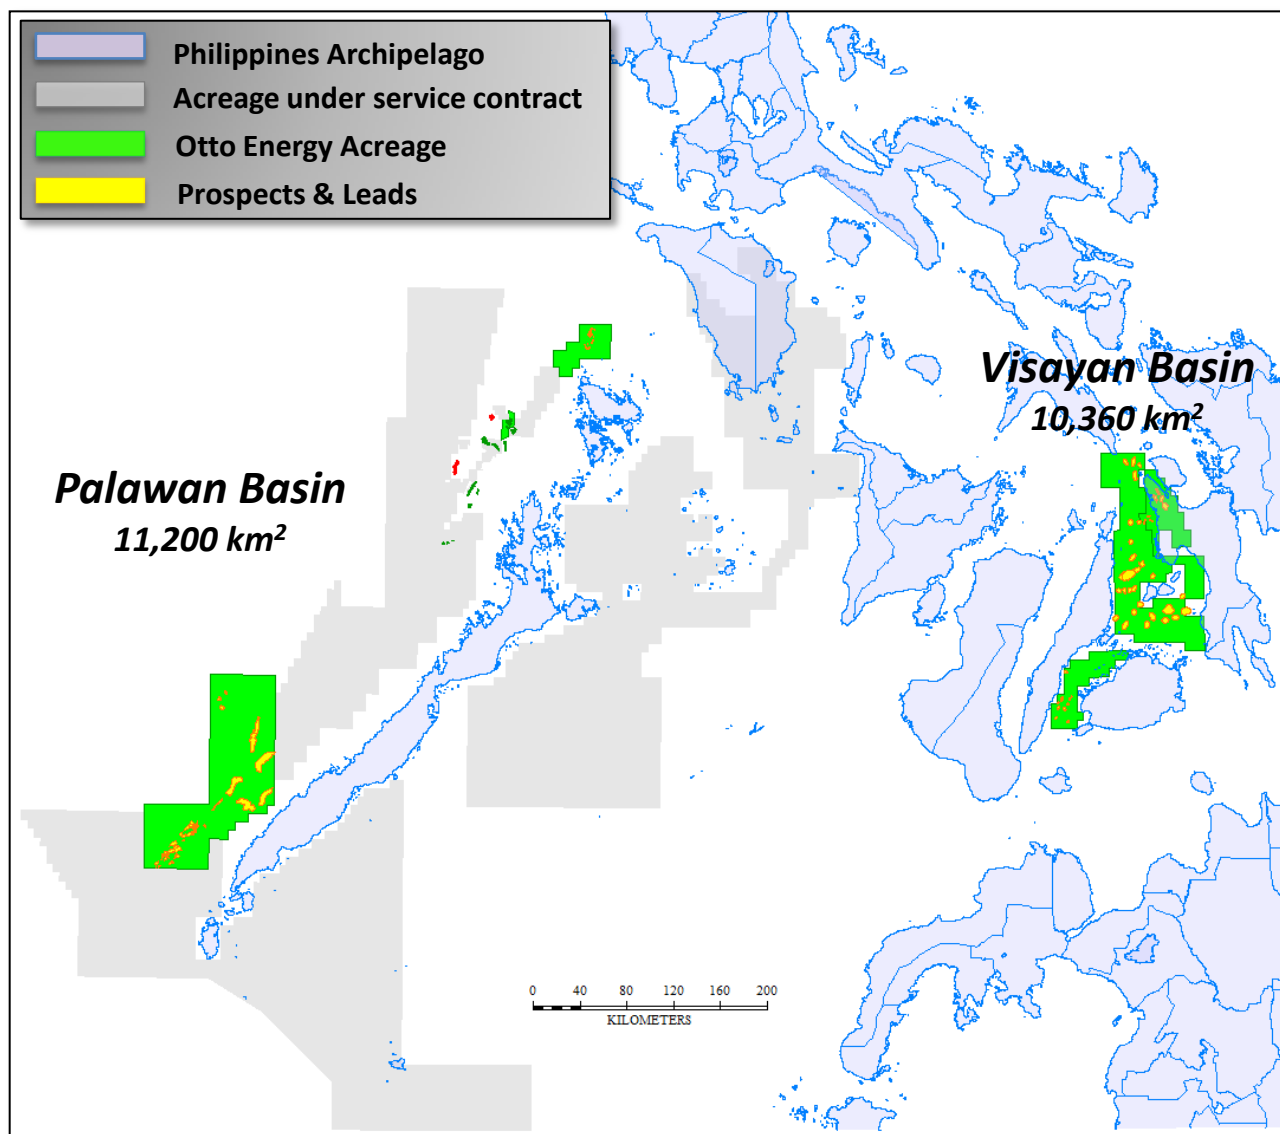 Philippines Archipelago
Acreage under service contract
Otto Energy Acreage
Prospects & Leads
Visayan Basin
10,360 km²
Palawan Basin
11,200 km²
0 40 80 120 160 200
KILOMETERS